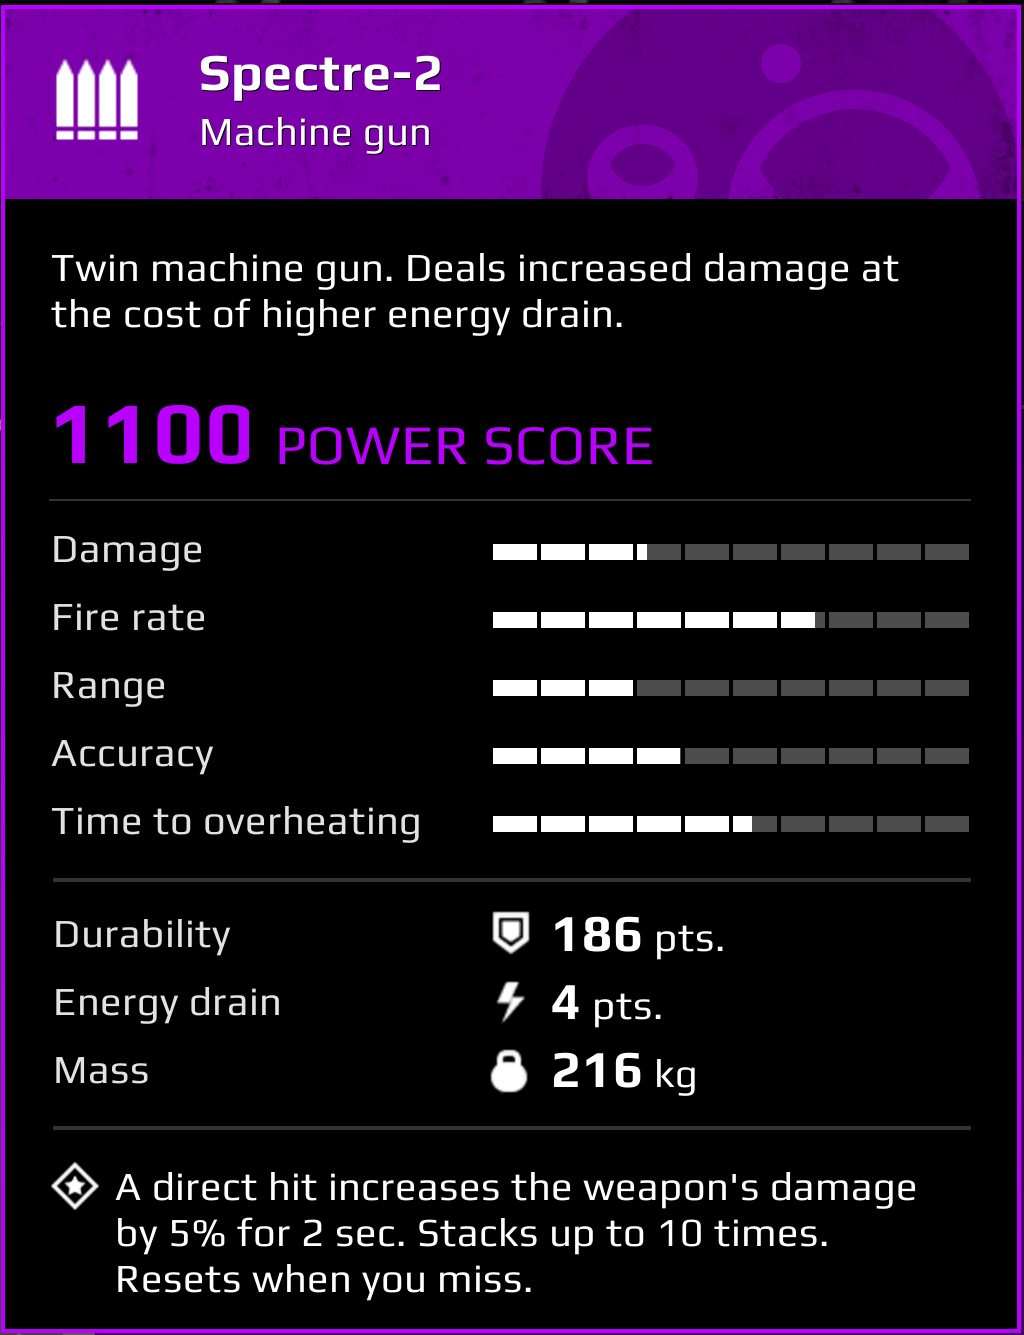 Spectre-2
Machine gun
Twin machine gun. Deals increased damage at
the cost of higher energy drain.
1100 POWER SCORE
Damage
Fire rate
Range
Accuracy
Time to overheating
Durability 186 pts.
Energy drain 4 pts.
Mass 216 kg
A direct hit increases the weapon's damage
by 5% for 2 sec. Stacks up to 10 times.
Resets when you miss.